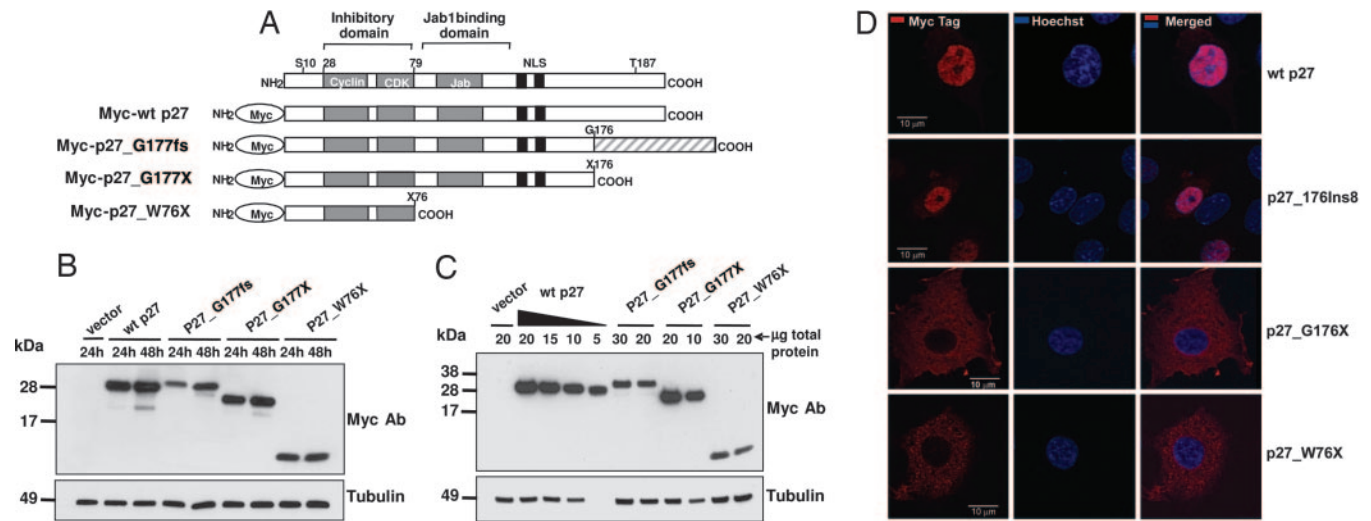 A
Inhibitory domain
Jab1binding domain
S10 28 79 NLS T187
NH2 Cyclin CDK Jab COOH
Myc-wt p27 NH2 Myc COOH
G176
Myc-p27_G177fs NH2 Myc COOH
X176
Myc-p27_G177X NH2 Myc COOH
X76
Myc-p27_W76X NH2 Myc COOH
B
vector wt p27 P27_G177fs P27_G177X P27_W76X
kDa 24h 24h 48h 24h 48h 24h 48h 24h 48h
28
17
Myc Ab
49
Tubulin
C
vector wt p27 P27_G177fs P27_G177X P27_W76X
kDa 20 20 15 10 5 30 20 20 10 30 20 µg total protein
38
28
17
Myc Ab
49
Tubulin
D
Myc Tag Hoechst Merged
wt p27
10 µm
p27_176Ins8
10 µm
p27_G176X
10 µm
p27_W76X
10 µm